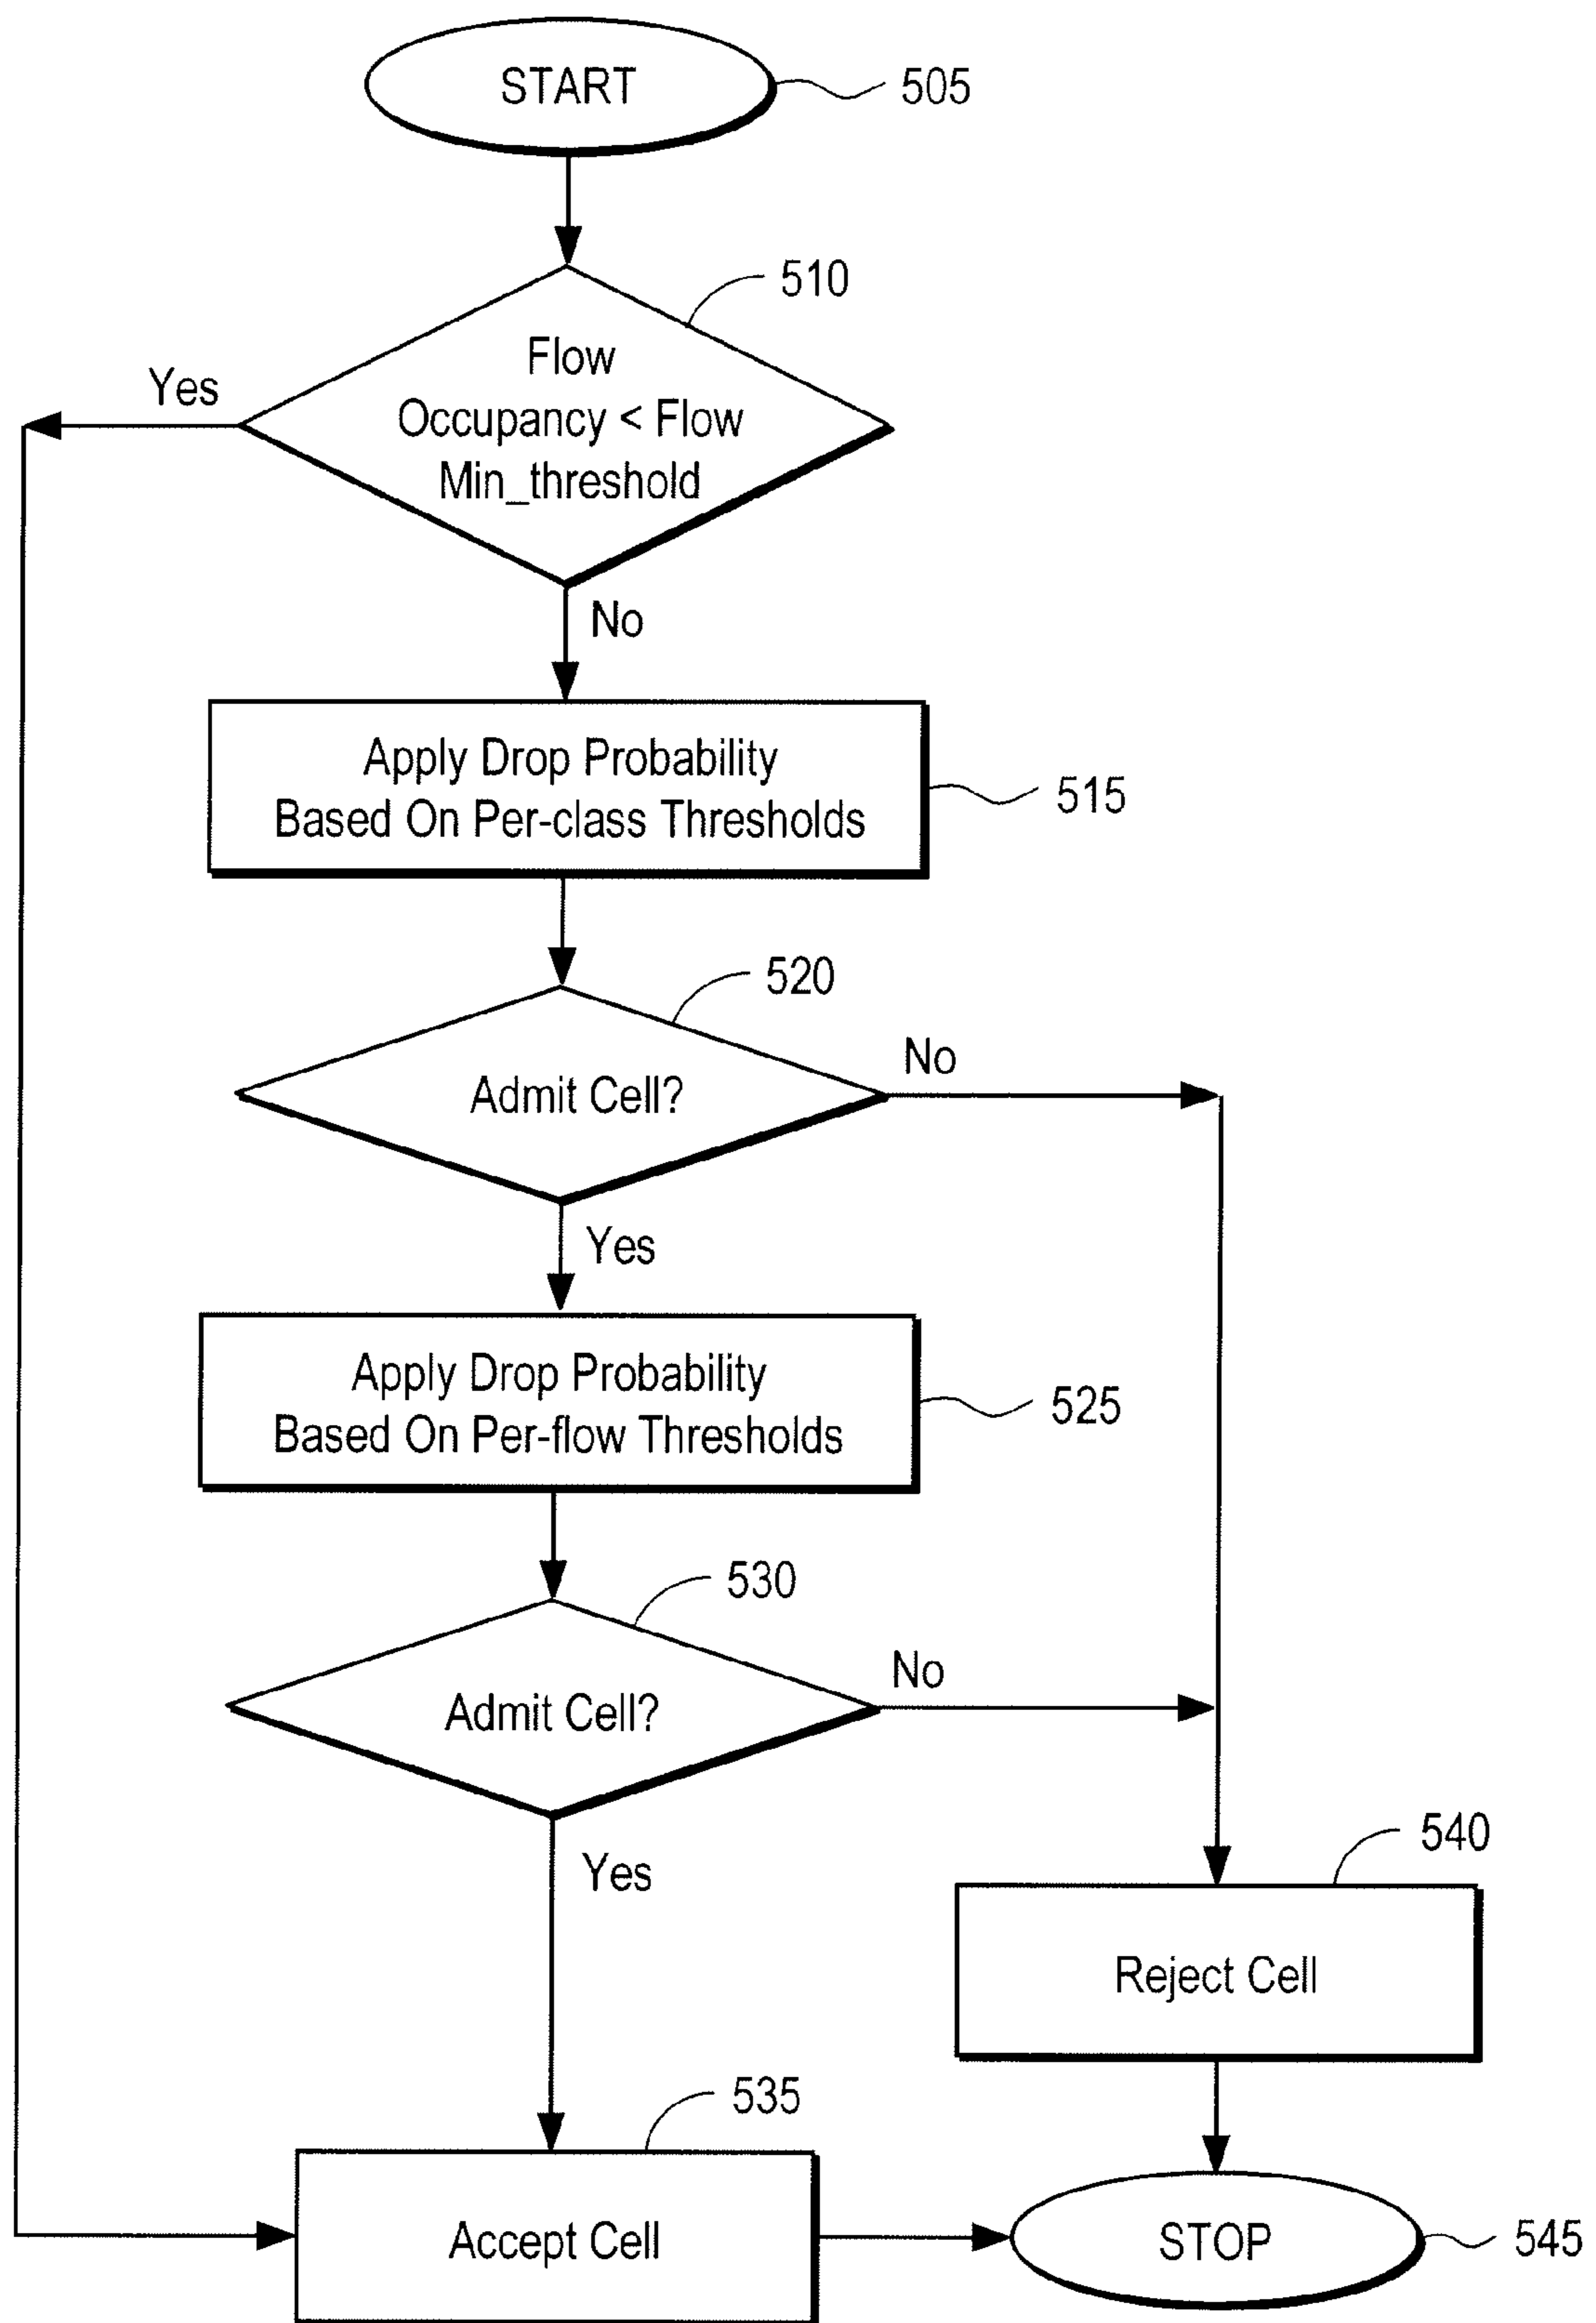 START
505
510
Flow
Occupancy < Flow
Min_threshold
Yes
No
Apply Drop Probability
Based On Per-class Thresholds
515
520
Admit Cell?
No
Yes
Apply Drop Probability
Based On Per-flow Thresholds
525
530
Admit Cell?
No
Yes
540
Reject Cell
535
Accept Cell
STOP
545